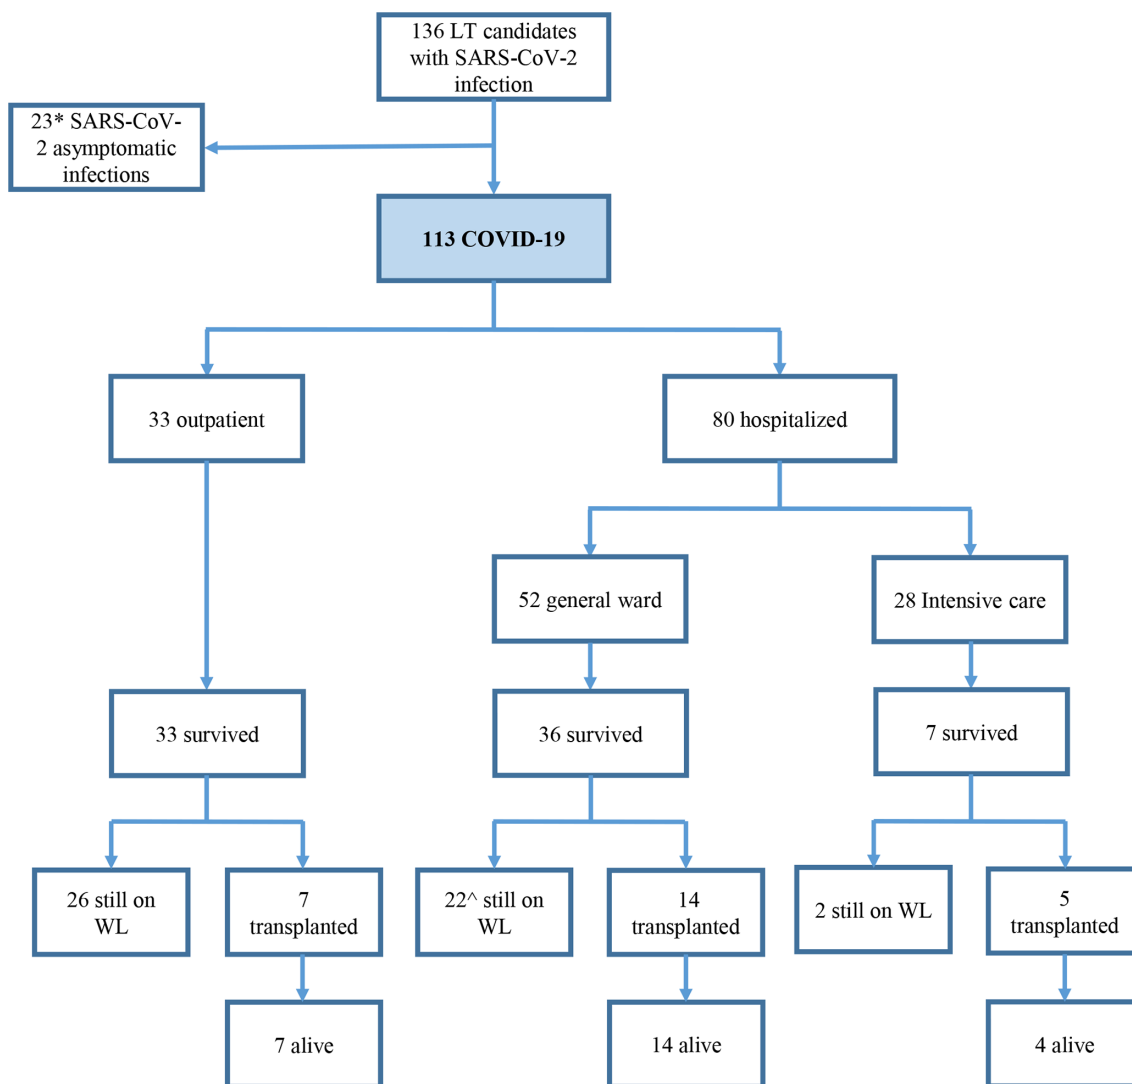 136 LT candidates
with SARS-CoV-2
infection
23* SARS-CoV-
2 asymptomatic
infections
113 COVID-19
33 outpatient
80 hospitalized
52 general ward
28 Intensive care
33 survived
36 survived
7 survived
26 still on
WL
7
transplanted
22^ still on
WL
14
transplanted
2 still on WL
5
transplanted
7 alive
14 alive
4 alive